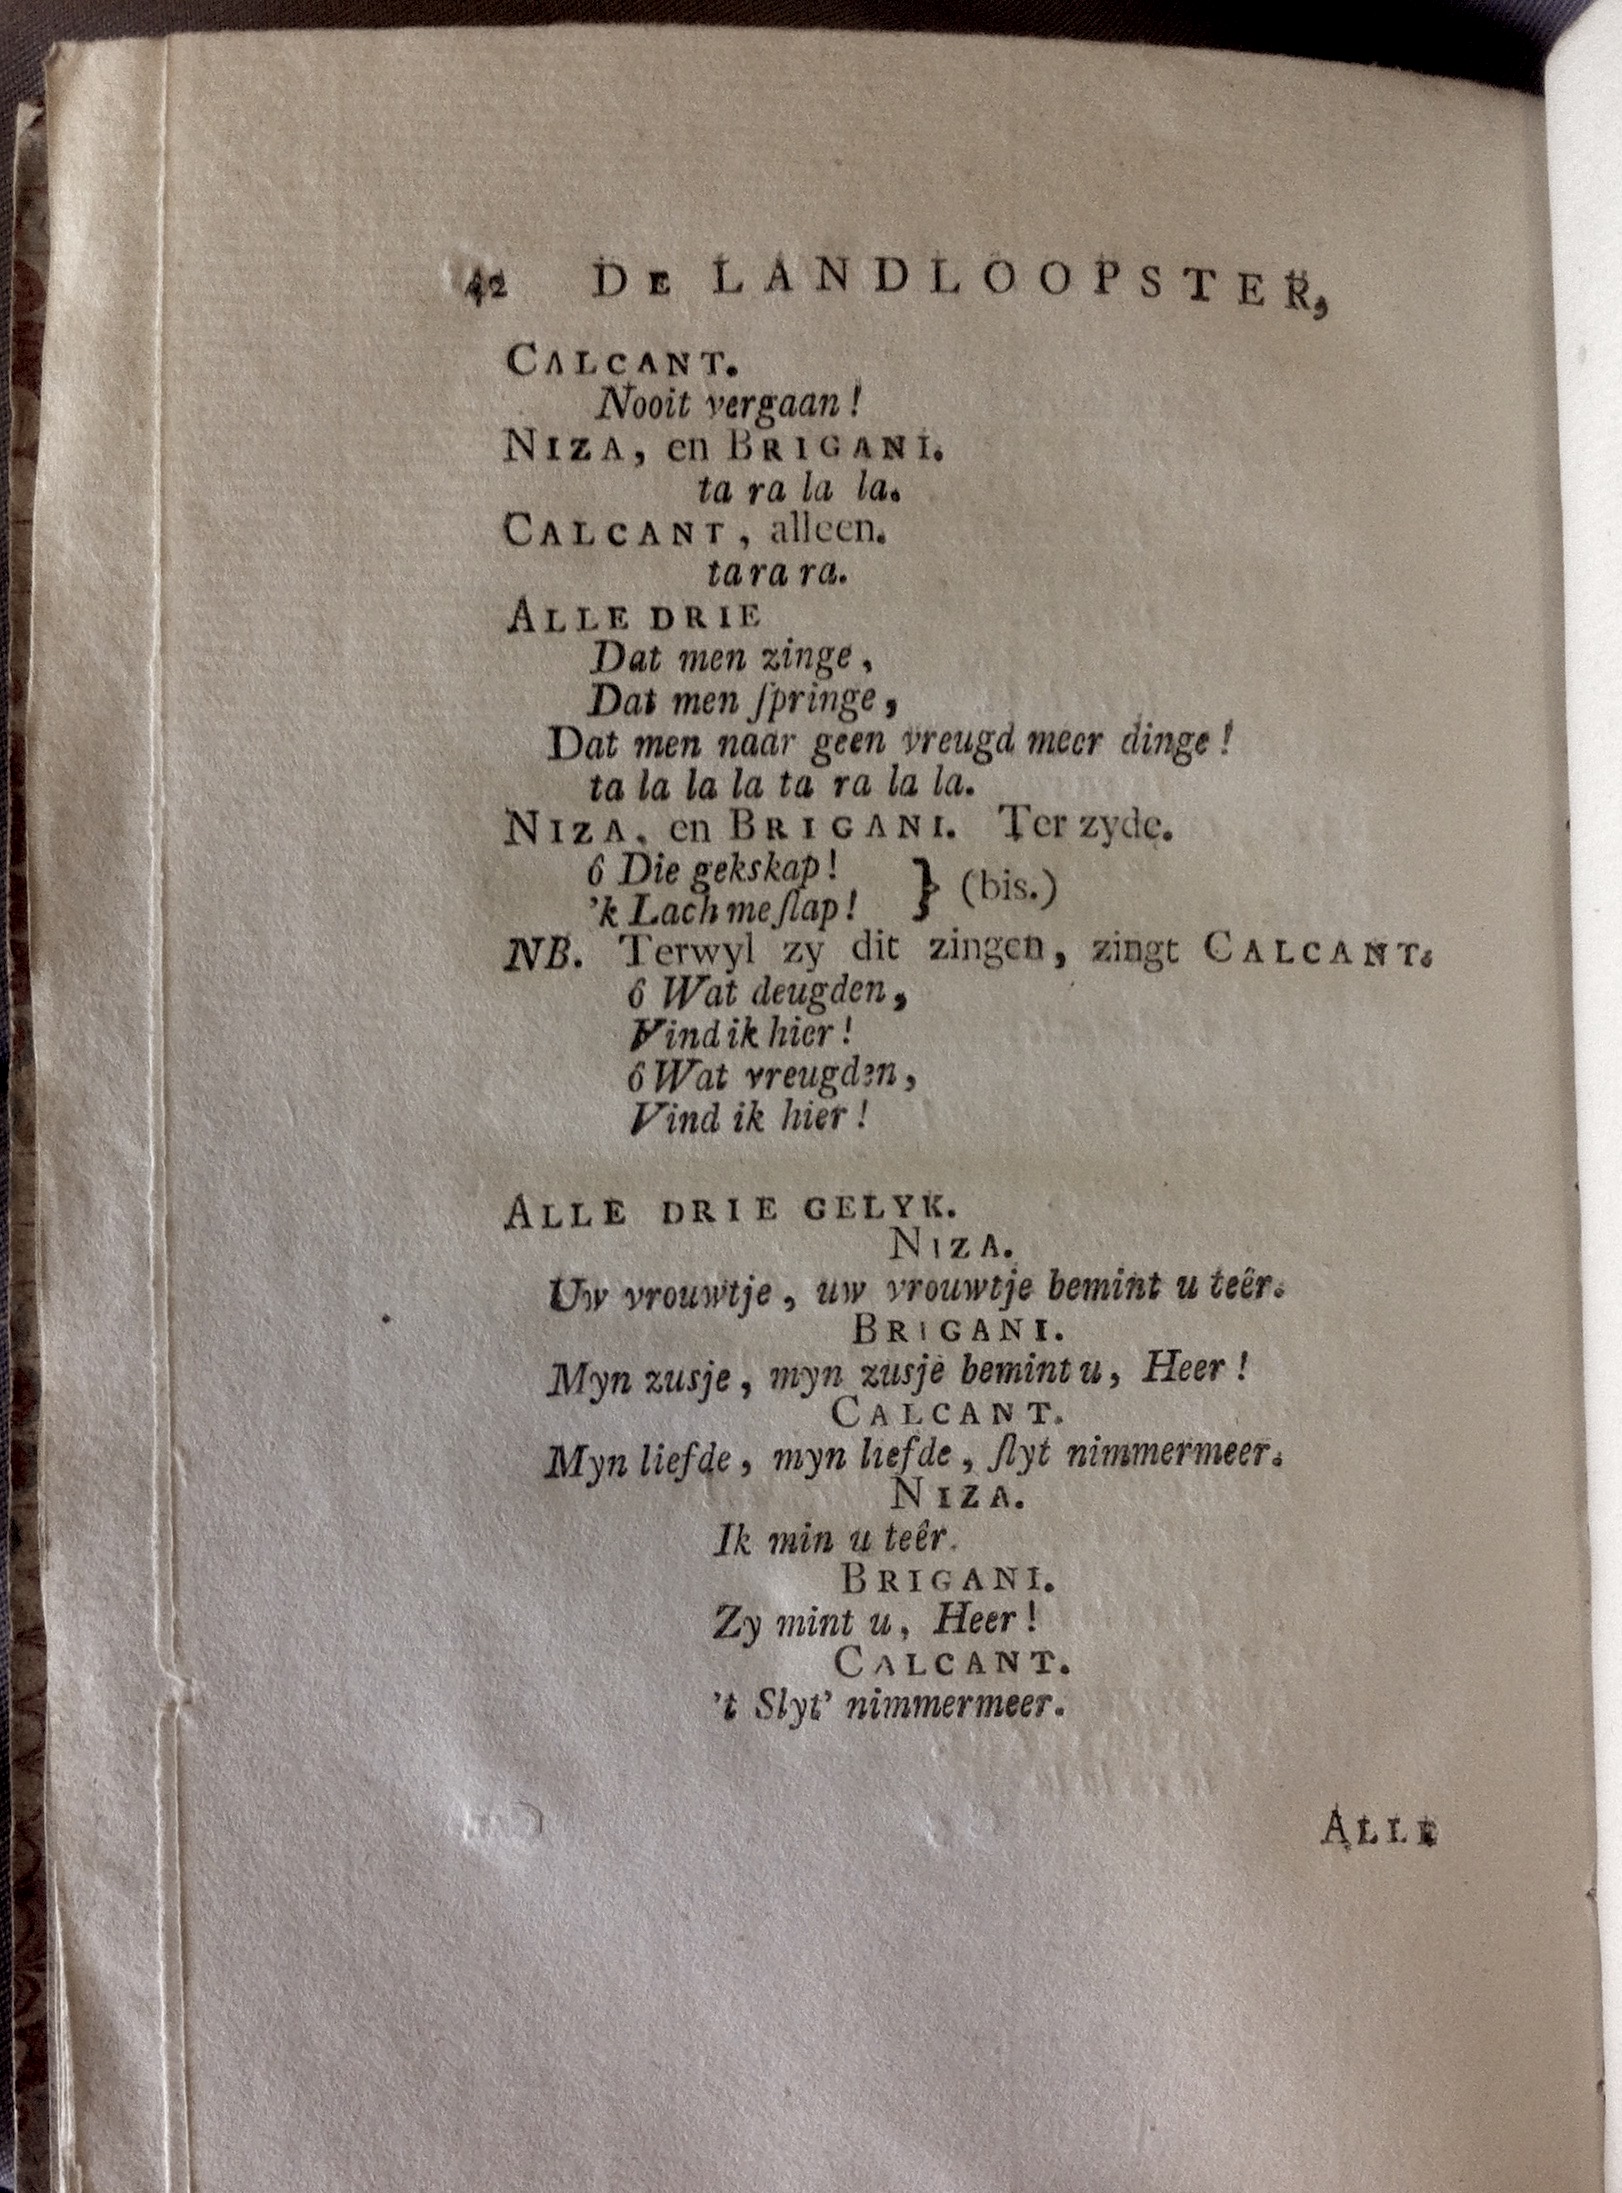 42 DE LANDLOOPSTER,
CALCANT.
Nooit vergaan !
NIZA, en BRIGANI.
ta ra la la.
CALCANT, alleen.
ta ra ra.
ALLE DRIE
Dat men zinge,
Dat men ſpringe,
Dat men naar geen vreugd meer dinge !
ta la la la ta ra la la.
NIZA, en BRIGANI. Ter zyde.
ô Die gekskap !
'k Lach me ſlap ! } (bis.)
NB. Terwyl zy dit zingen, zingt CALCANT.
ô Wat deugden,
Vind ik hier !
ô Wat vreugden,
Vind ik hier !
ALLE DRIE GELYK.
NIZA.
Uw vrouwtje, uw vrouwtje bemint u teêr.
BRIGANI.
Myn zusje, myn zusje bemint u, Heer !
CALCANT.
Myn liefde, myn liefde, ſlyt nimmermeer.
NIZA.
Ik min u teêr.
BRIGANI.
Zy mint u, Heer !
CALCANT.
't Slyt' nimmermeer.
ALLE